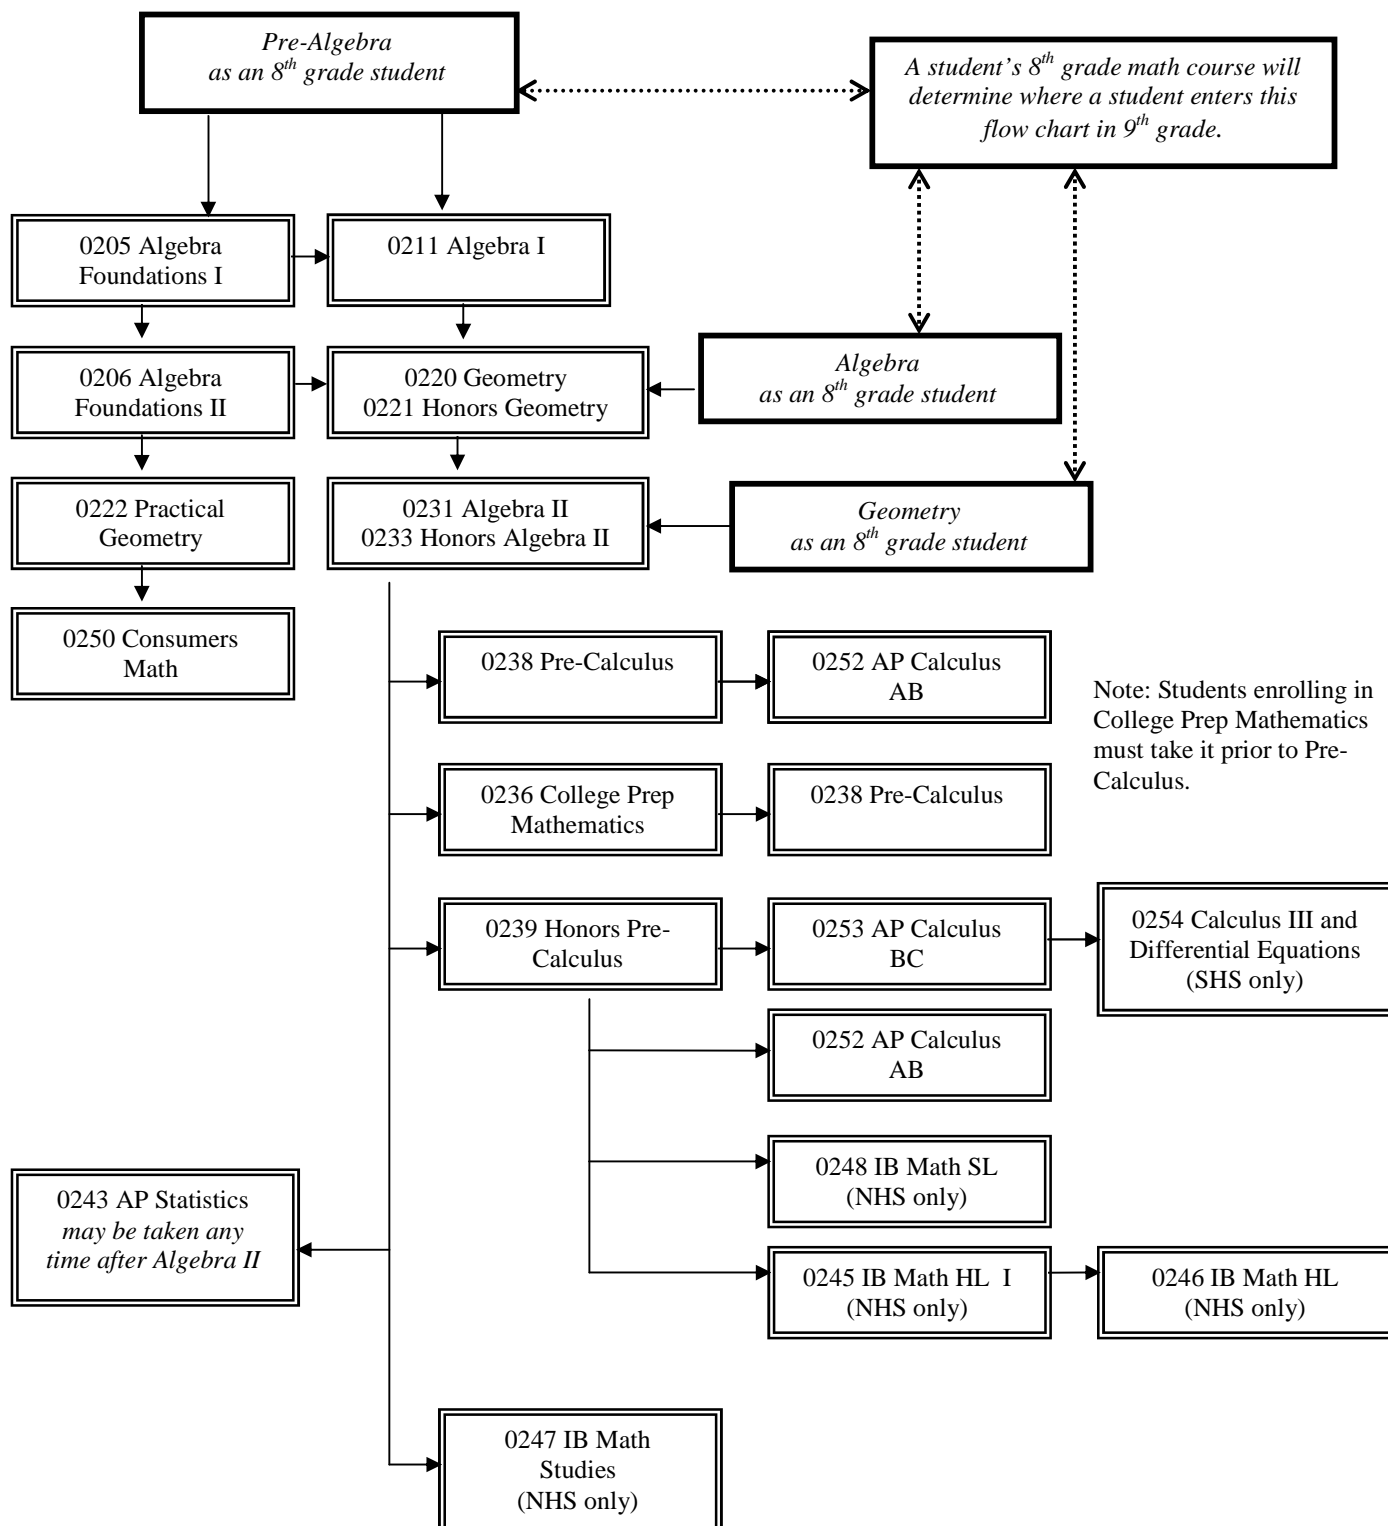 Pre-Algebra
as an 8th grade student
A student’s 8th grade math course will
determine where a student enters this
flow chart in 9th grade.
0205 Algebra
Foundations I
0211 Algebra I
0206 Algebra
Foundations II
0220 Geometry
0221 Honors Geometry
Algebra
as an 8th grade student
0222 Practical
Geometry
0231 Algebra II
0233 Honors Algebra II
Geometry
as an 8th grade student
0250 Consumers
Math
0238 Pre-Calculus
0252 AP Calculus
AB
Note: Students enrolling in
College Prep Mathematics
must take it prior to Pre-
Calculus.
0236 College Prep
Mathematics
0238 Pre-Calculus
0239 Honors Pre-
Calculus
0253 AP Calculus
BC
0254 Calculus III and
Differential Equations
(SHS only)
0252 AP Calculus
AB
0248 IB Math SL
(NHS only)
0243 AP Statistics
may be taken any
time after Algebra II
0245 IB Math HL  I
(NHS only)
0246 IB Math HL
(NHS only)
0247 IB Math
Studies
(NHS only)